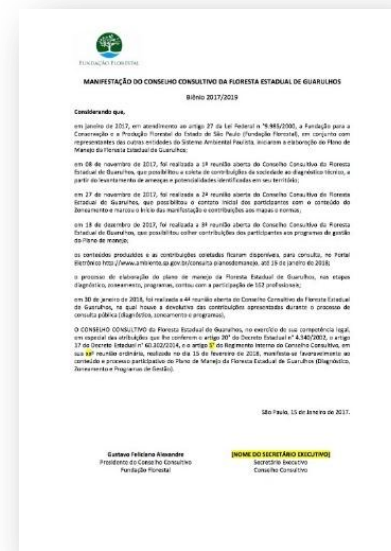 FUNDAÇÃO FLORESTAL
MANIFESTAÇÃO DO CONSELHO CONSULTIVO DA FLORESTA ESTADUAL DE GUARULHOS
Biênio 2017/2019
Considerando que,
em janeiro de 2017, em atendimento ao artigo 27 da Lei Federal n °9.985/2000, a Fundação para a
Conservação e a Produção Florestal do Estado de São Paulo (Fundação Florestal), em conjunto com
representantes das outras entidades do Sistema Ambiental Paulista, iniciaram a elaboração do Plano de
Manejo da Floresta Estadual de Guarulhos;
em 08 de novembro de 2017, foi realizada a 1ª reunião aberta do Conselho Consultivo da Floresta
Estadual de Guarulhos, que possibilitou a coleta de contribuições da sociedade ao diagnóstico técnico, a
partir do levantamento de ameaças e potencialidades identificadas em seu território;
em 27 de novembro de 2017, foi realizada a 2ª reunião aberta do Conselho Consultivo da Floresta
Estadual de Guarulhos, que possibilitou o contato inicial dos participantes com o conteúdo do
Zoneamento e marcou o início das manifestação e contribuições aos mapas e normas;
em 18 de dezembro de 2017, foi realizada a 3ª reunião aberta do Conselho Consultivo da Floresta
Estadual de Guarulhos, que possibilitou colher contribuições dos participantes aos programas de gestão
do Plano de manejo;
os conteúdos produzidos e as contribuições coletadas ficaram disponíveis, para consulta, no Portal
Eletrônico http://www.ambiente.sp.gov.br/consulta-planosdemanejo, até 19 de janeiro de 2018;
o processo de elaboração do plano de manejo da Floresta Estadual de Guarulhos, nas etapas
diagnóstico, zoneamento, programas, contou com a participação de 152 profissionais;
em 30 de janeiro de 2018, foi realizada a 4ª reunião aberta do Conselho Consultivo da Floresta Estadual
de Guarulhos, na qual houve a devolutiva das contribuições apresentadas durante o processo de
consulta pública (diagnóstico, zoneamento e programas),
O CONSELHO CONSULTIVO da Floresta Estadual de Guarulhos, no exercício de sua competência legal,
em especial das atribuições que lhe conferem o artigo 20° do Decreto Estadual n° 4.340/2002, o artigo
17 do Decreto Estadual n° 60.302/2014, e o artigo 5° do Regimento Interno do Conselho Consultivo, em
sua xxª reunião ordinária, realizada no dia 15 de fevereiro de 2018, manifesta-se favoravelmente ao
conteúdo e processo participativo do Plano de Manejo da Floresta Estadual de Guarulhos (Diagnóstico,
Zoneamento e Programas de Gestão).
São Paulo, 15 de janeiro de 2017.
Gustavo Feliciano Alexandre
Presidente do Conselho Consultivo
Fundação Florestal
[NOME DO SECRETÁRIO EXECUTIVO]
Secretário Executivo
Conselho Consultivo